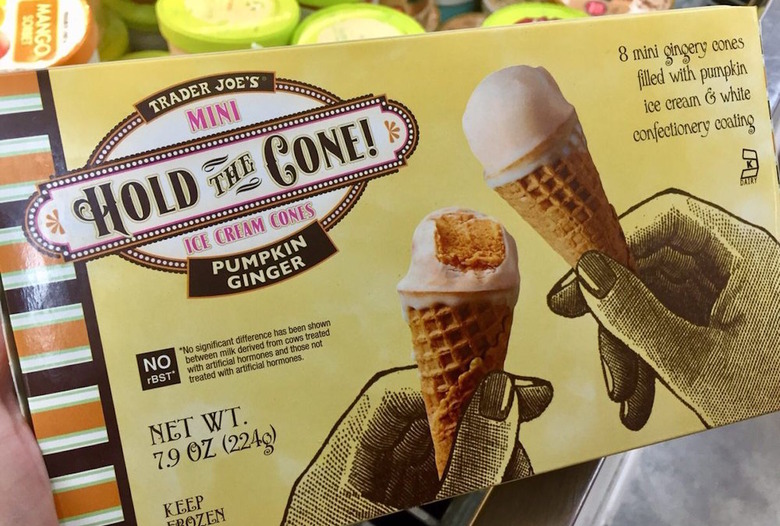 MANGO
SORBET
TRADER JOE'S®
MINI
HOLD THE CONE!
ICE CREAM CONES
PUMPKIN
GINGER
8 mini gingery cones
filled with pumpkin
ice cream & white
confectionery coating
K
DAIRY
NO
rBST*
*No significant difference has been shown
between milk derived from cows treated
with artificial hormones and those not
treated with artificial hormones.
NET WT.
7.9 OZ (224g)
KEEP
FROZEN